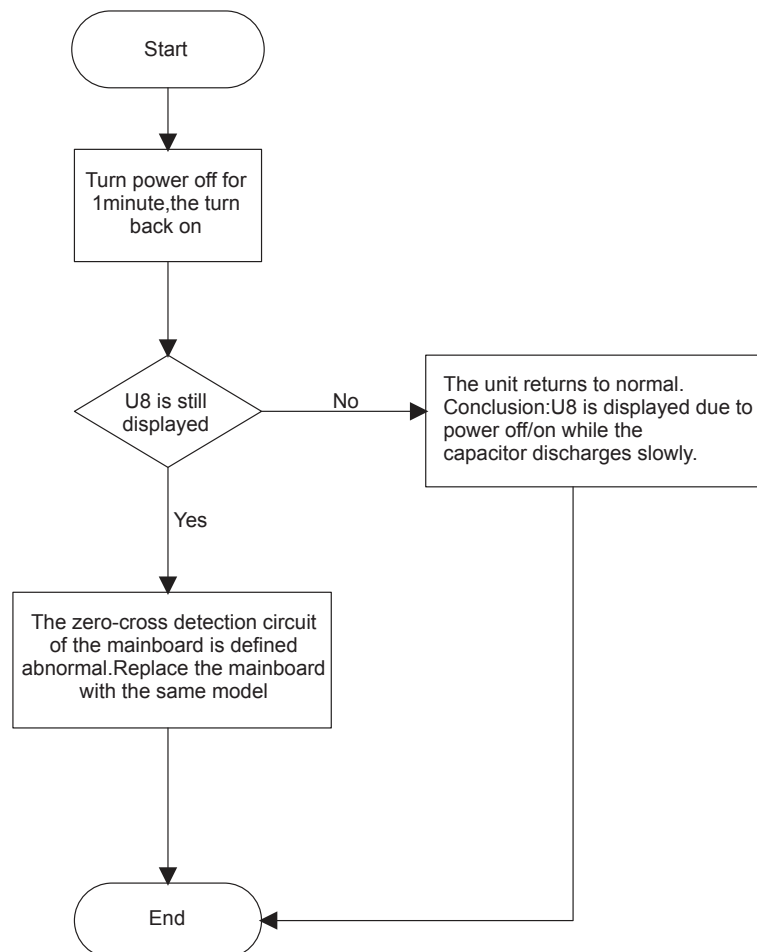 Start
Turn power off for
1minute,the turn
back on
U8 is still
displayed
No
The unit returns to normal.
Conclusion:U8 is displayed due to
power off/on while the
capacitor discharges slowly.
Yes
The zero-cross detection circuit
of the mainboard is defined
abnormal.Replace the mainboard
with the same model
End